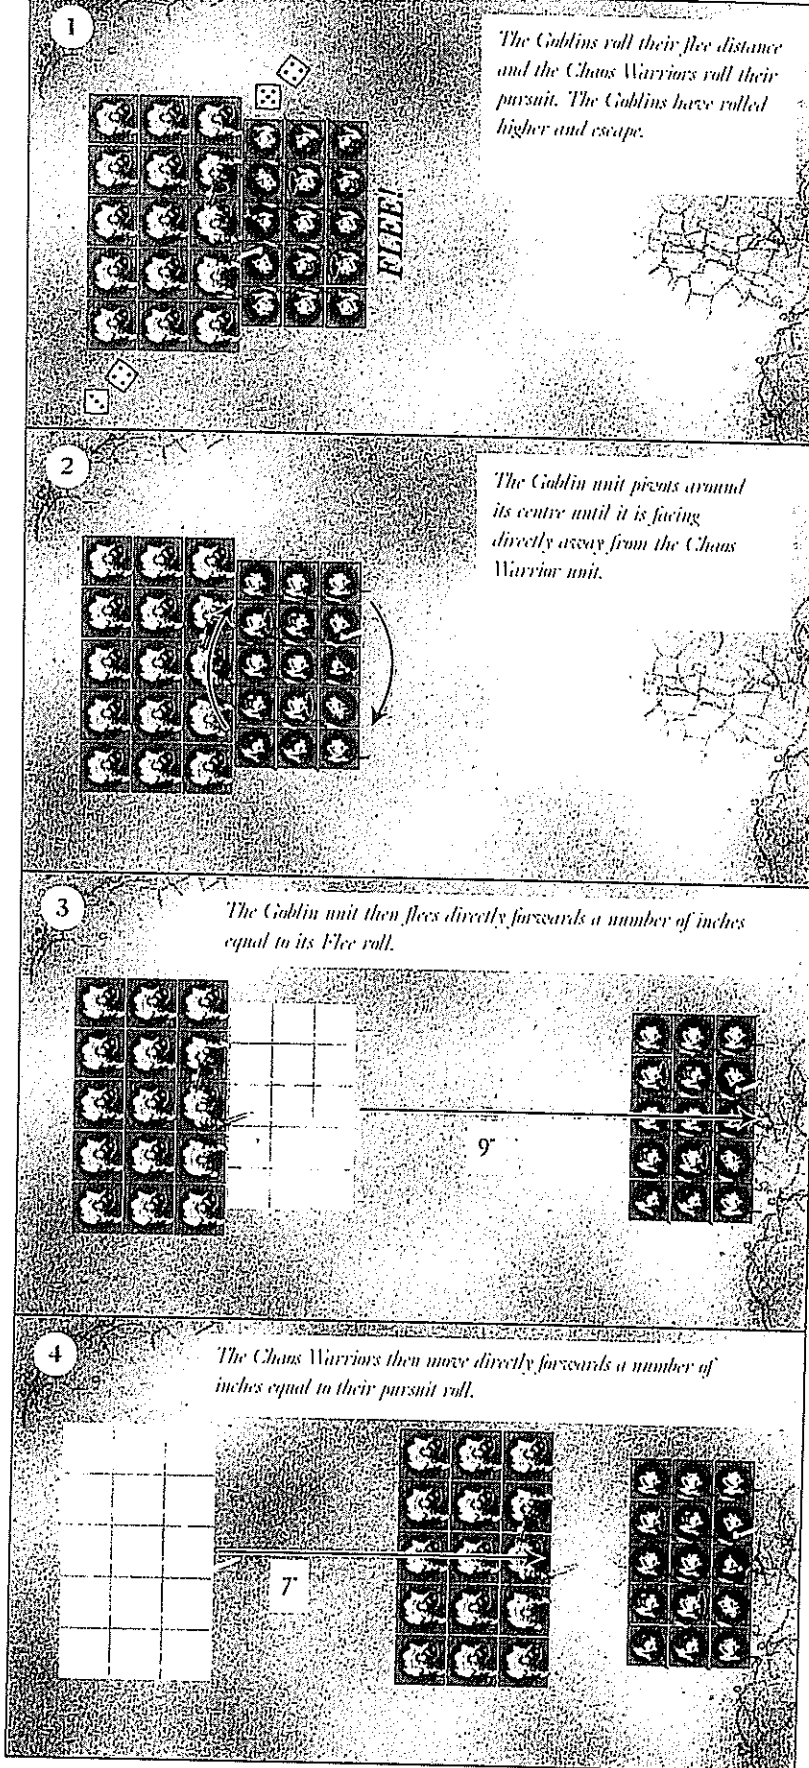 1
The Goblins roll their flee distance
and the Chaos Warriors roll their
pursuit. The Goblins have rolled
higher and escape.
FLEE!
2
The Goblin unit pivots around
its centre until it is facing
directly away from the Chaos
Warrior unit.
3
The Goblin unit then flees directly forwards a number of inches
equal to its Flee roll.
9"
4
The Chaos Warriors then move directly forwards a number of
inches equal to their pursuit roll.
7"